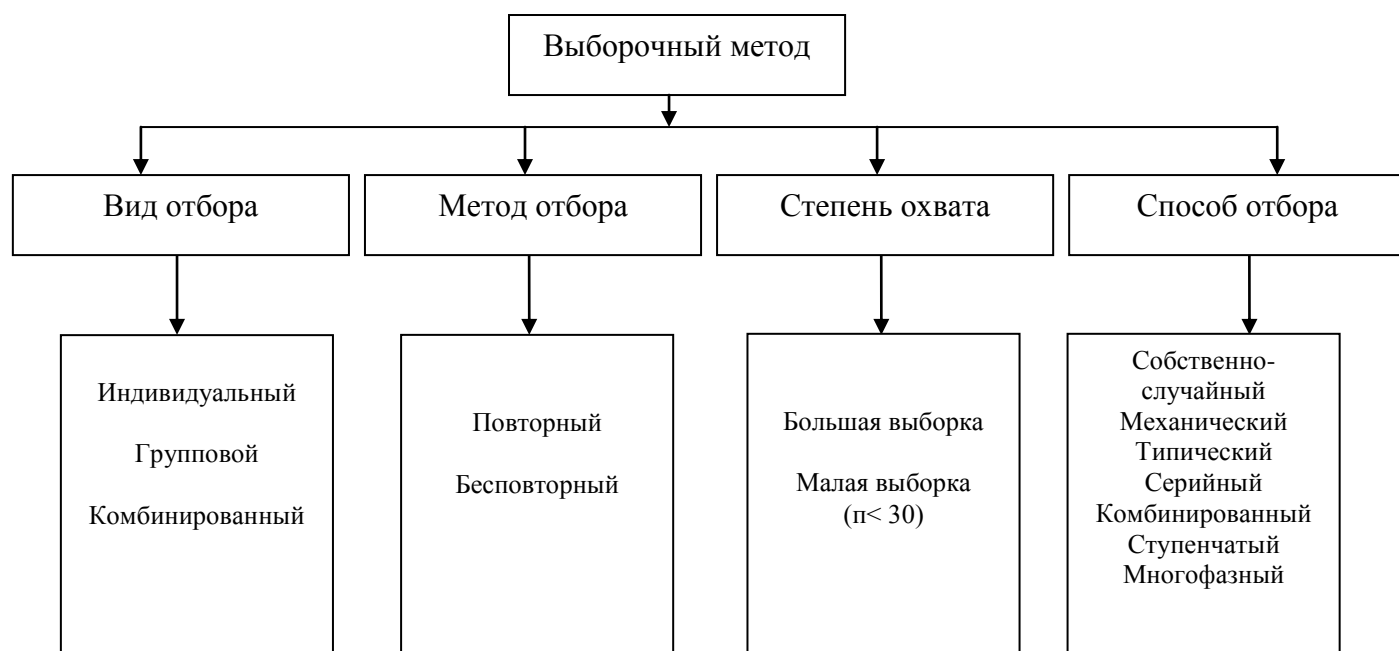 Выборочный метод
Вид отбора
Метод отбора
Степень охвата
Способ отбора
Индивидуальный
Групповой
Комбинированный
Повторный
Бесповторный
Большая выборка
Малая выборка
(п< 30)
Собственно-
случайный
Механический
Типический
Серийный
Комбинированный
Ступенчатый
Многофазный